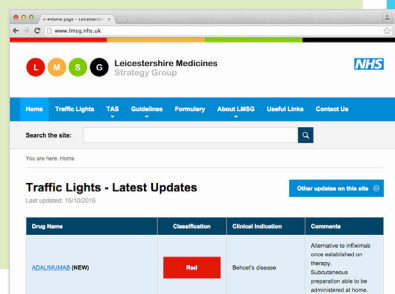 Home page - Leicestershi
www.lmsg.nhs.uk
L M S G
Leicestershire Medicines
Strategy Group
NHS
Home Traffic Lights TAS Guidelines Formulary About LMSG Useful Links Contact Us
Search the site:
You are here: Home
Traffic Lights - Latest Updates
Other updates on this site
Last updated: 15/10/2015
Drug Name Classification Clinical Indication Comments
ADALIMUMAB (NEW) Red Behcet's disease
Alternative to infliximab
once established on
therapy.
Subcutaneous
preparation able to be
administered at home.